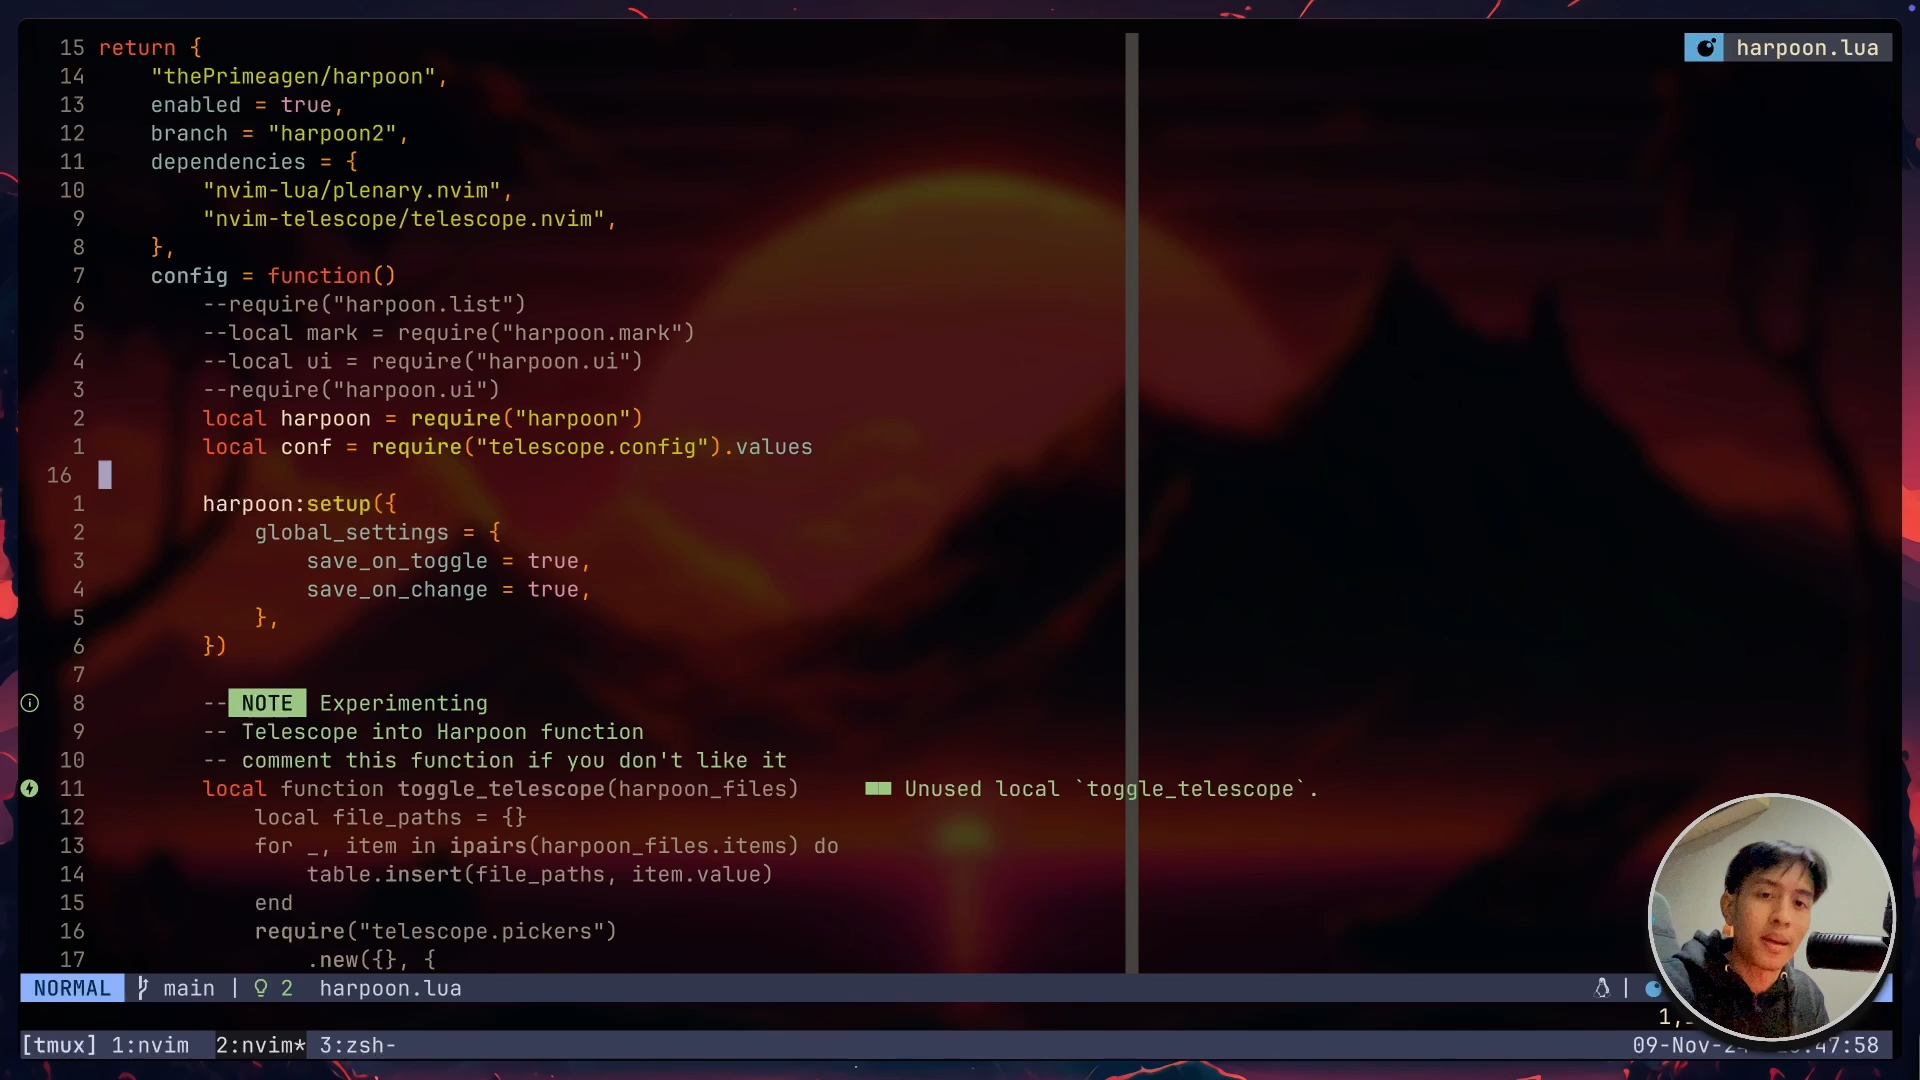 15 return {
harpoon.lua
14 "thePrimeagen/harpoon",
13 enabled = true,
12 branch = "harpoon2",
11 dependencies = {
10 "nvim-lua/plenary.nvim",
9 "nvim-telescope/telescope.nvim",
8 },
7 config = function()
6 --require("harpoon.list")
5 --local mark = require("harpoon.mark")
4 --local ui = require("harpoon.ui")
3 --require("harpoon.ui")
2 local harpoon = require("harpoon")
1 local conf = require("telescope.config").values
16
1 harpoon:setup({
2 global_settings = {
3 save_on_toggle = true,
4 save_on_change = true,
5 },
6 })
7
8 -- NOTE Experimenting
9 -- Telescope into Harpoon function
10 -- comment this function if you don't like it
11 local function toggle_telescope(harpoon_files) Unused local `toggle_telescope`.
12 local file_paths = {}
13 for _, item in ipairs(harpoon_files.items) do
14 table.insert(file_paths, item.value)
15 end
16 require("telescope.pickers")
17 .new({}, {
NORMAL main | 2 harpoon.lua |
1,
[tmux] 1:nvim 2:nvim* 3:zsh- 09-Nov-2 47:58